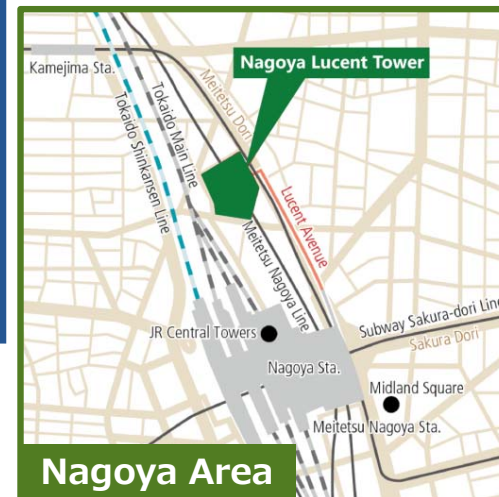 Kamejima Sta.
Nagoya Lucent Tower
Meitetsu Dori
Tokaido Main Line
Tokaido Shinkansen Line
Lucent Avenue
Meitetsu Nagoya Line
JR Central Towers
Subway Sakura-dori Line
Sakura Dori
Nagoya Sta.
Midland Square
Meitetsu Nagoya Sta.
Nagoya Area